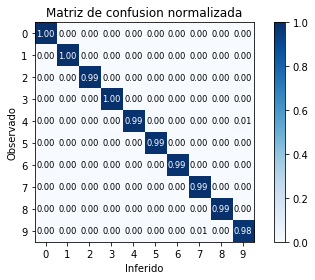 Matriz de confusion normalizada
0 1.00 0.00 0.00 0.00 0.00 0.00 0.00 0.00 0.00 0.00
1 0.00 1.00 0.00 0.00 0.00 0.00 0.00 0.00 0.00 0.00
2 0.00 0.00 0.99 0.00 0.00 0.00 0.00 0.00 0.00 0.00
3 0.00 0.00 0.00 1.00 0.00 0.00 0.00 0.00 0.00 0.00
4 0.00 0.00 0.00 0.00 0.99 0.00 0.00 0.00 0.00 0.01
5 0.00 0.00 0.00 0.00 0.00 0.99 0.00 0.00 0.00 0.00
6 0.00 0.00 0.00 0.00 0.00 0.00 0.99 0.00 0.00 0.00
7 0.00 0.00 0.00 0.00 0.00 0.00 0.00 0.99 0.00 0.00
8 0.00 0.00 0.00 0.00 0.00 0.00 0.00 0.00 0.99 0.00
9 0.00 0.00 0.00 0.00 0.00 0.00 0.00 0.01 0.00 0.98
0 1 2 3 4 5 6 7 8 9
Observado
Inferido
1.0
0.8
0.6
0.4
0.2
0.0